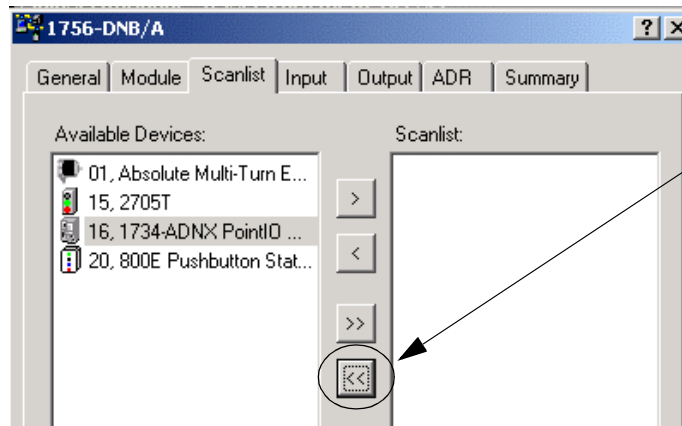 1756-DNB/A ? ×
General Module Scanlist Input Output ADR Summary
Available Devices: Scanlist:
01, Absolute Multi-Turn E...
15, 2705T
16, 1734-ADNX PointIO ...
20, 800E Pushbutton Stat...
>
<
>>
<<